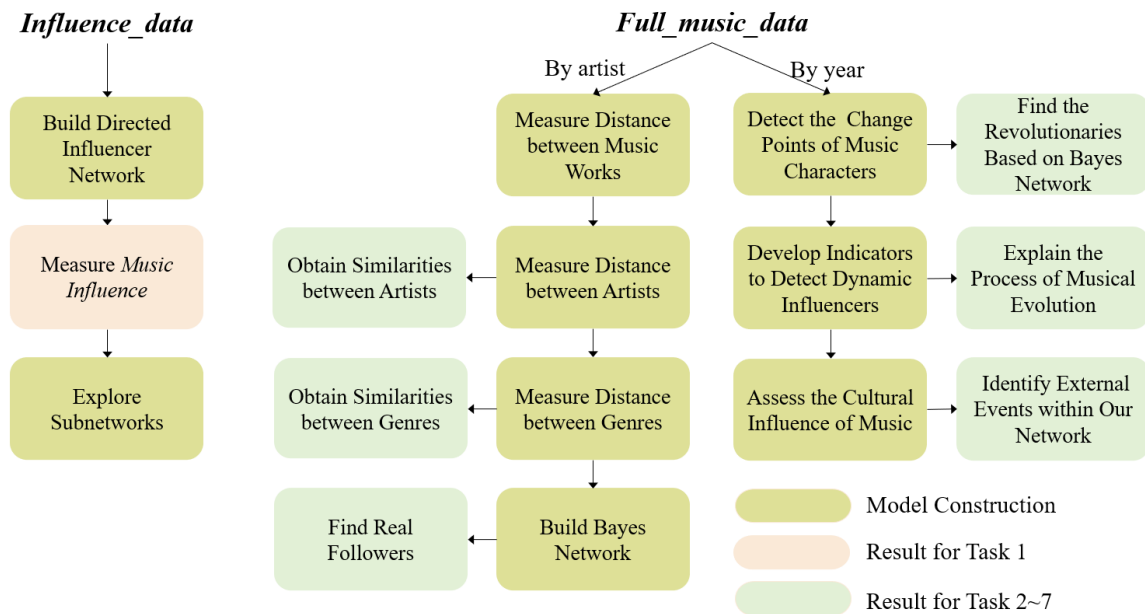 Influence_data
Build Directed
Influencer
Network
Measure Music
Influence
Explore
Subnetworks
Full_music_data
By artist
By year
Measure Distance
between Music
Works
Obtain Similarities
between Artists
Measure Distance
between Artists
Obtain Similarities
between Genres
Measure Distance
between Genres
Find Real
Followers
Build Bayes
Network
Detect the Change
Points of Music
Characters
Find the
Revolutionaries
Based on Bayes
Network
Develop Indicators
to Detect Dynamic
Influencers
Explain the
Process of Musical
Evolution
Assess the Cultural
Influence of Music
Identify External
Events within Our
Network
Model Construction
Result for Task 1
Result for Task 2~7